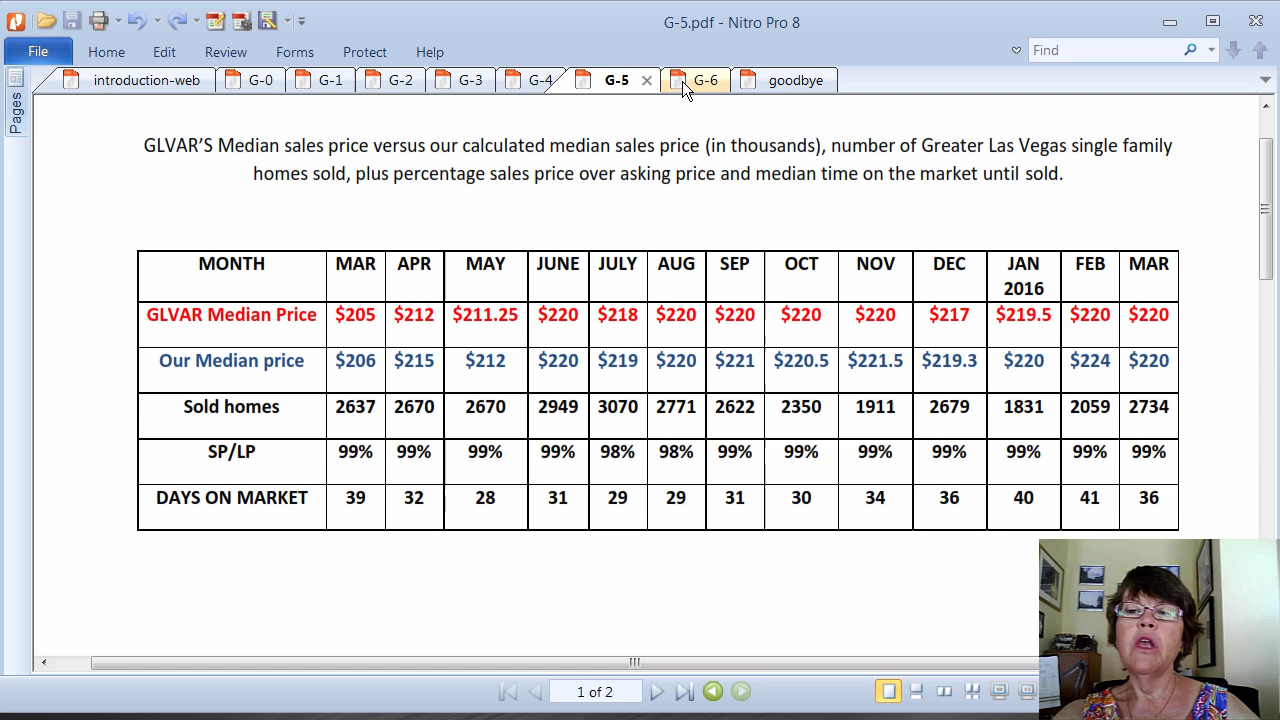 G-5.pdf - Nitro Pro 8
File Home Edit Review Forms Protect Help Find
introduction-web G-0 G-1 G-2 G-3 G-4 G-5 G-6 goodbye
Pages
GLVAR'S Median sales price versus our calculated median sales price (in thousands), number of Greater Las Vegas single family
homes sold, plus percentage sales price over asking price and median time on the market until sold.
MONTH MAR APR MAY JUNE JULY AUG SEP OCT NOV DEC JAN FEB MAR
2016
GLVAR Median Price $205 $212 $211.25 $220 $218 $220 $220 $220 $220 $217 $219.5 $220 $220
Our Median price $206 $215 $212 $220 $219 $220 $221 $220.5 $221.5 $219.3 $220 $224 $220
Sold homes 2637 2670 2670 2949 3070 2771 2622 2350 1911 2679 1831 2059 2734
SP/LP 99% 99% 99% 99% 98% 98% 99% 99% 99% 99% 99% 99% 99%
DAYS ON MARKET 39 32 28 31 29 29 31 30 34 36 40 41 36
1 of 2